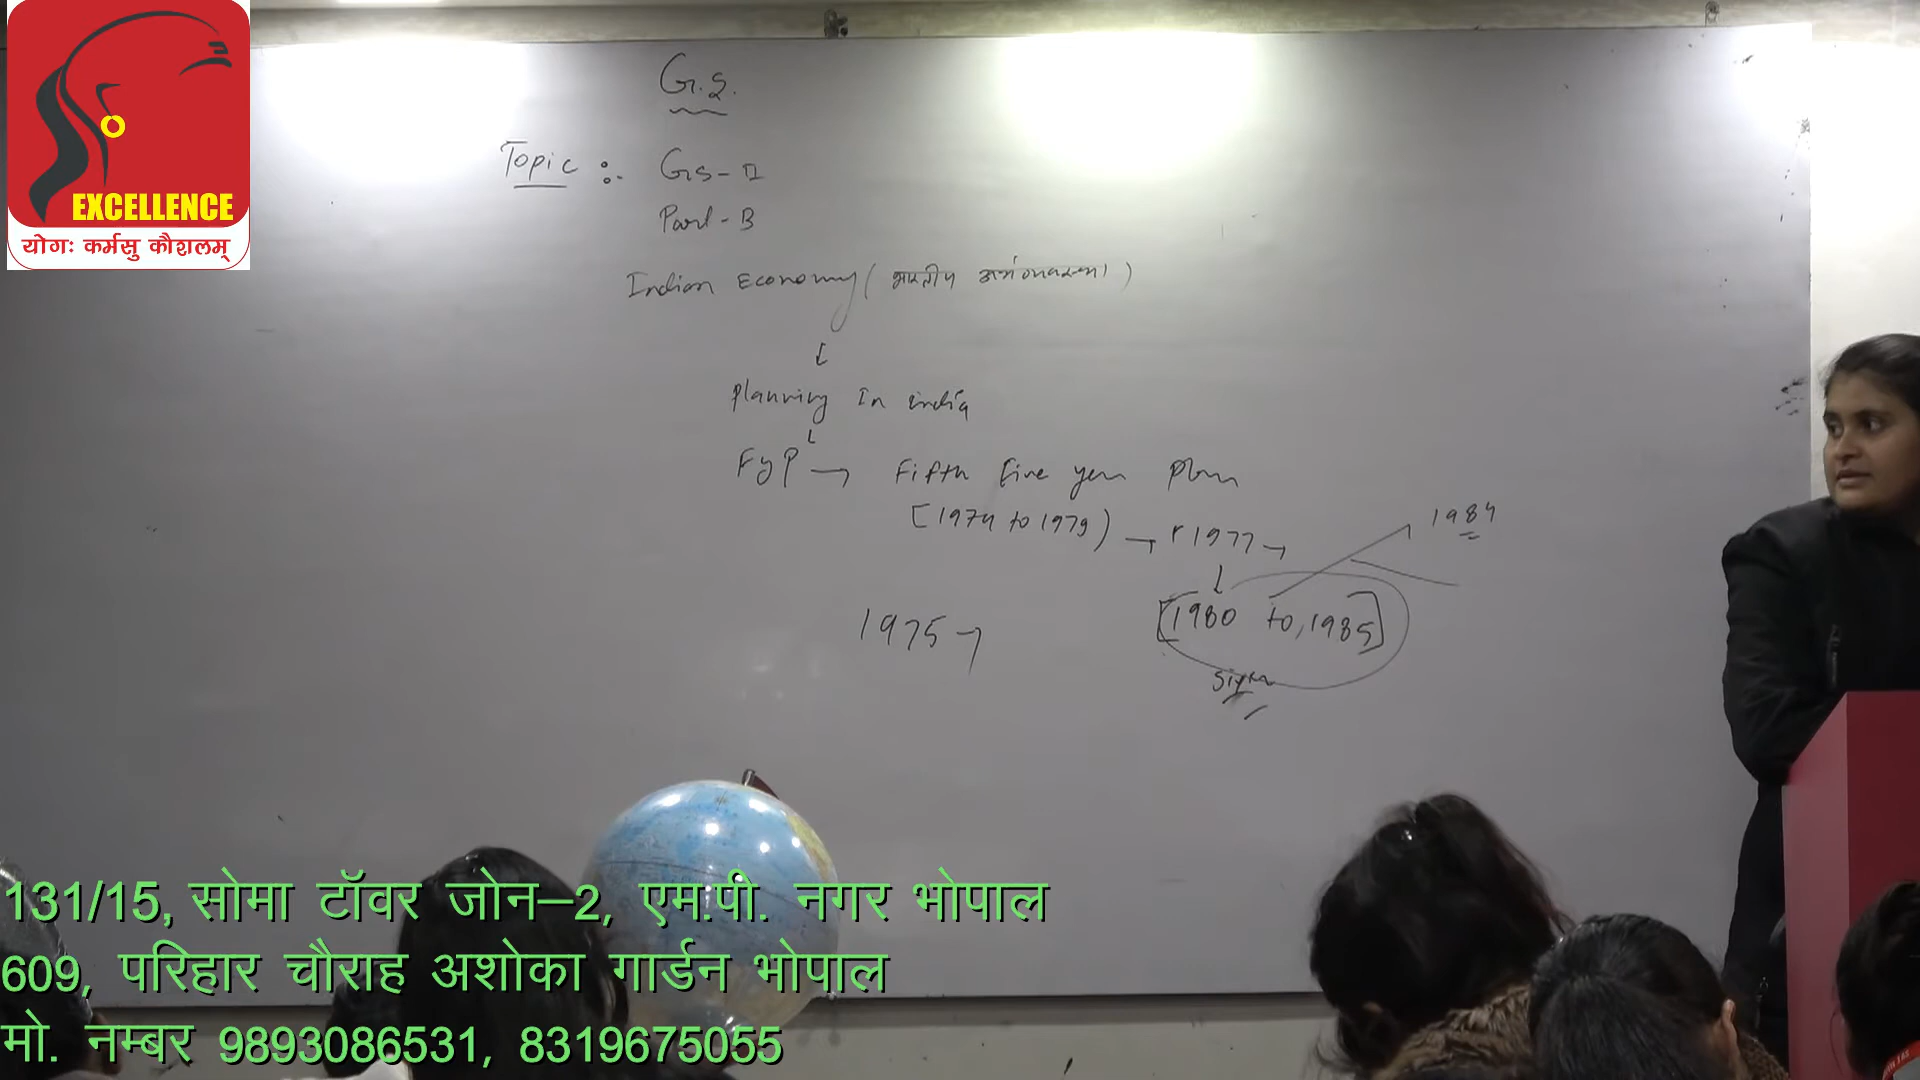 EXCELLENCE
योगः कर्मसु कौशलम्
G.S.
Topic :- GS-II
Part-B
Indian Economy (भारतीय अर्थव्यवस्था)
Planning In india
FYP → Fifth Five year Plan
[1974 to 1979) → 1977 →
1984
[1980 to, 1985]
1975 →
131/15, सोमा टॉवर जोन–2, एम.पी. नगर भोपाल
609, परिहार चौराह अशोका गार्डन भोपाल
मो. नम्बर 9893086531, 8319675055